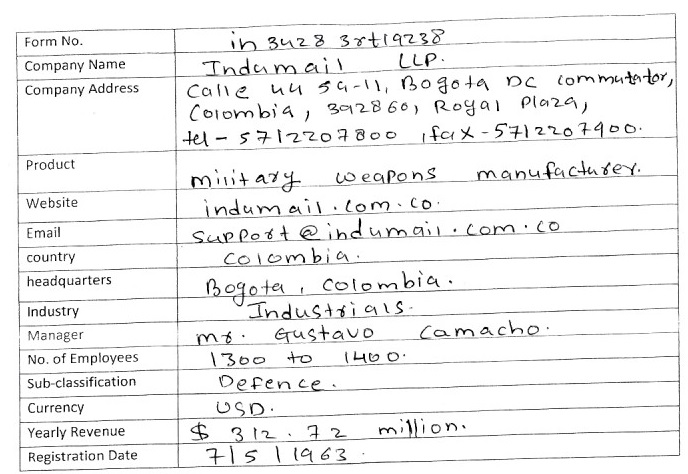 Form No. in 3428 3rt19238
Company Name Indumail LLP.
Company Address Calle 44 59-11, Bogota DC commutator,
Colombia, 392860, Royal Plaza,
tel - 5712207800 , fax - 5712207900.
Product military weapons manufacturer.
Website indumail.com.co.
Email support@indumail.com.co
country Colombia.
headquarters Bogota, Colombia.
Industry Industrials.
Manager mr. Gustavo Camacho.
No. of Employees 1300 to 1400.
Sub-classification Defence.
Currency USD.
Yearly Revenue $ 312.72 million.
Registration Date 7/5/1963.